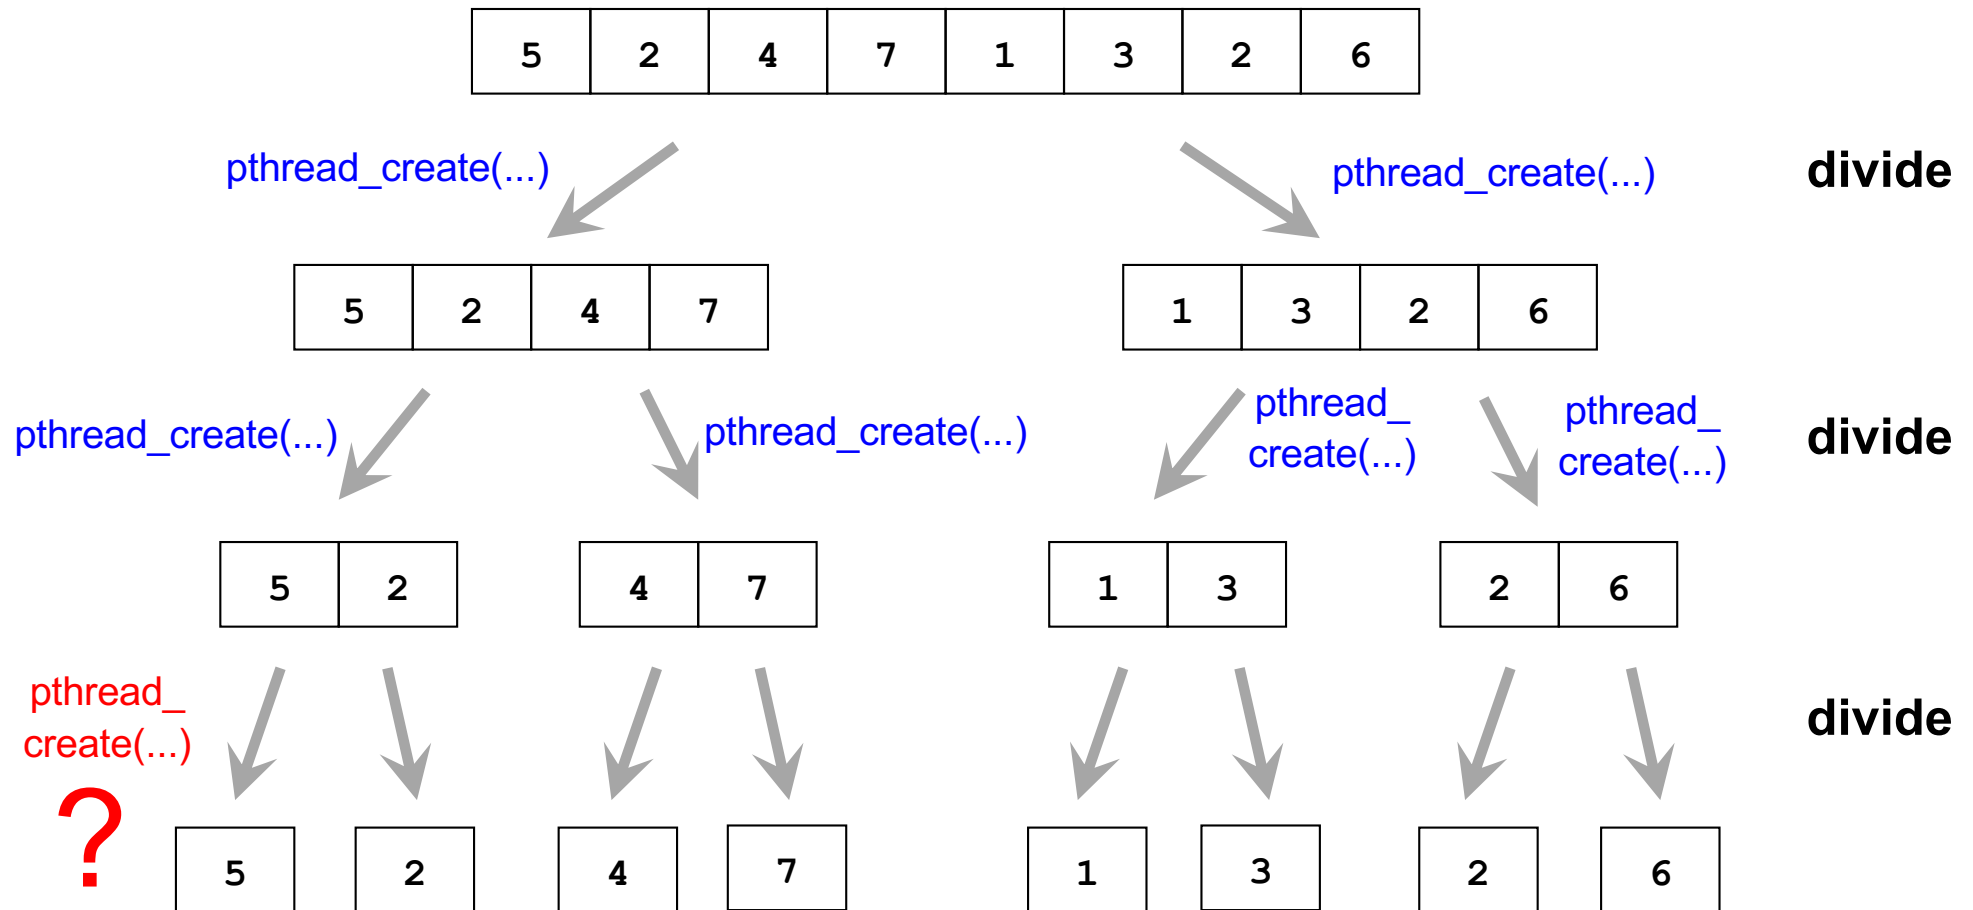 5 2 4 7 1 3 2 6
pthread_create(...)
pthread_create(...)
divide
5 2 4 7
1 3 2 6
pthread_create(...)
pthread_create(...)
pthread_
create(...)
pthread_
create(...)
divide
5 2
4 7
1 3
2 6
pthread_
create(...)
?
divide
5
2
4
7
1
3
2
6